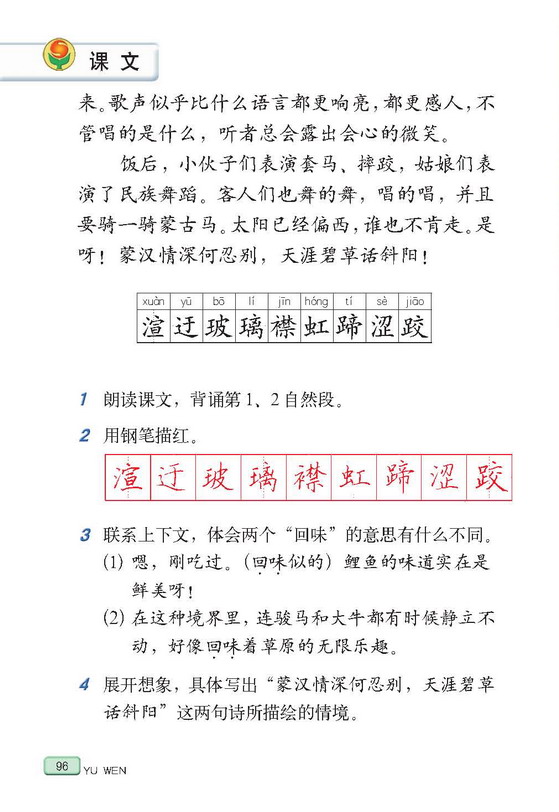 课文
来。歌声似乎比什么语言都更响亮，都更感人，不
管唱的是什么，听者总会露出会心的微笑。
饭后，小伙子们表演套马、摔跤，姑娘们表
演了民族舞蹈。客人们也舞的舞，唱的唱，并且
要骑一骑蒙古马。太阳已经偏西，谁也不肯走。是
呀！蒙汉情深何忍别，天涯碧草话斜阳！
xuàn yū bō lí jīn hóng tí sè jiāo
渲迂玻璃襟虹蹄涩跤
1 朗读课文，背诵第1、2自然段。
2 用钢笔描红。
渲迂玻璃襟虹蹄涩跤
3 联系上下文，体会两个“回味”的意思有什么不同。
(1) 嗯，刚吃过。（回味似的）鲤鱼的味道实在是
鲜美呀！
(2) 在这种境界里，连骏马和大牛都有时候静立不
动，好像回味着草原的无限乐趣。
4 展开想象，具体写出“蒙汉情深何忍别，天涯碧草
话斜阳”这两句诗所描绘的情境。
96 YU WEN